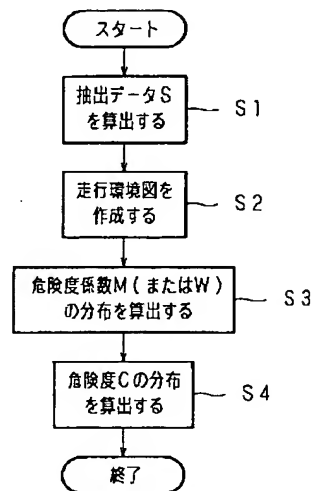 スタート
抽出データS
を算出する
S1
走行環境図を
作成する
S2
危険度係数M(またはW)
の分布を算出する
S3
危険度Cの分布
を算出する
S4
終了